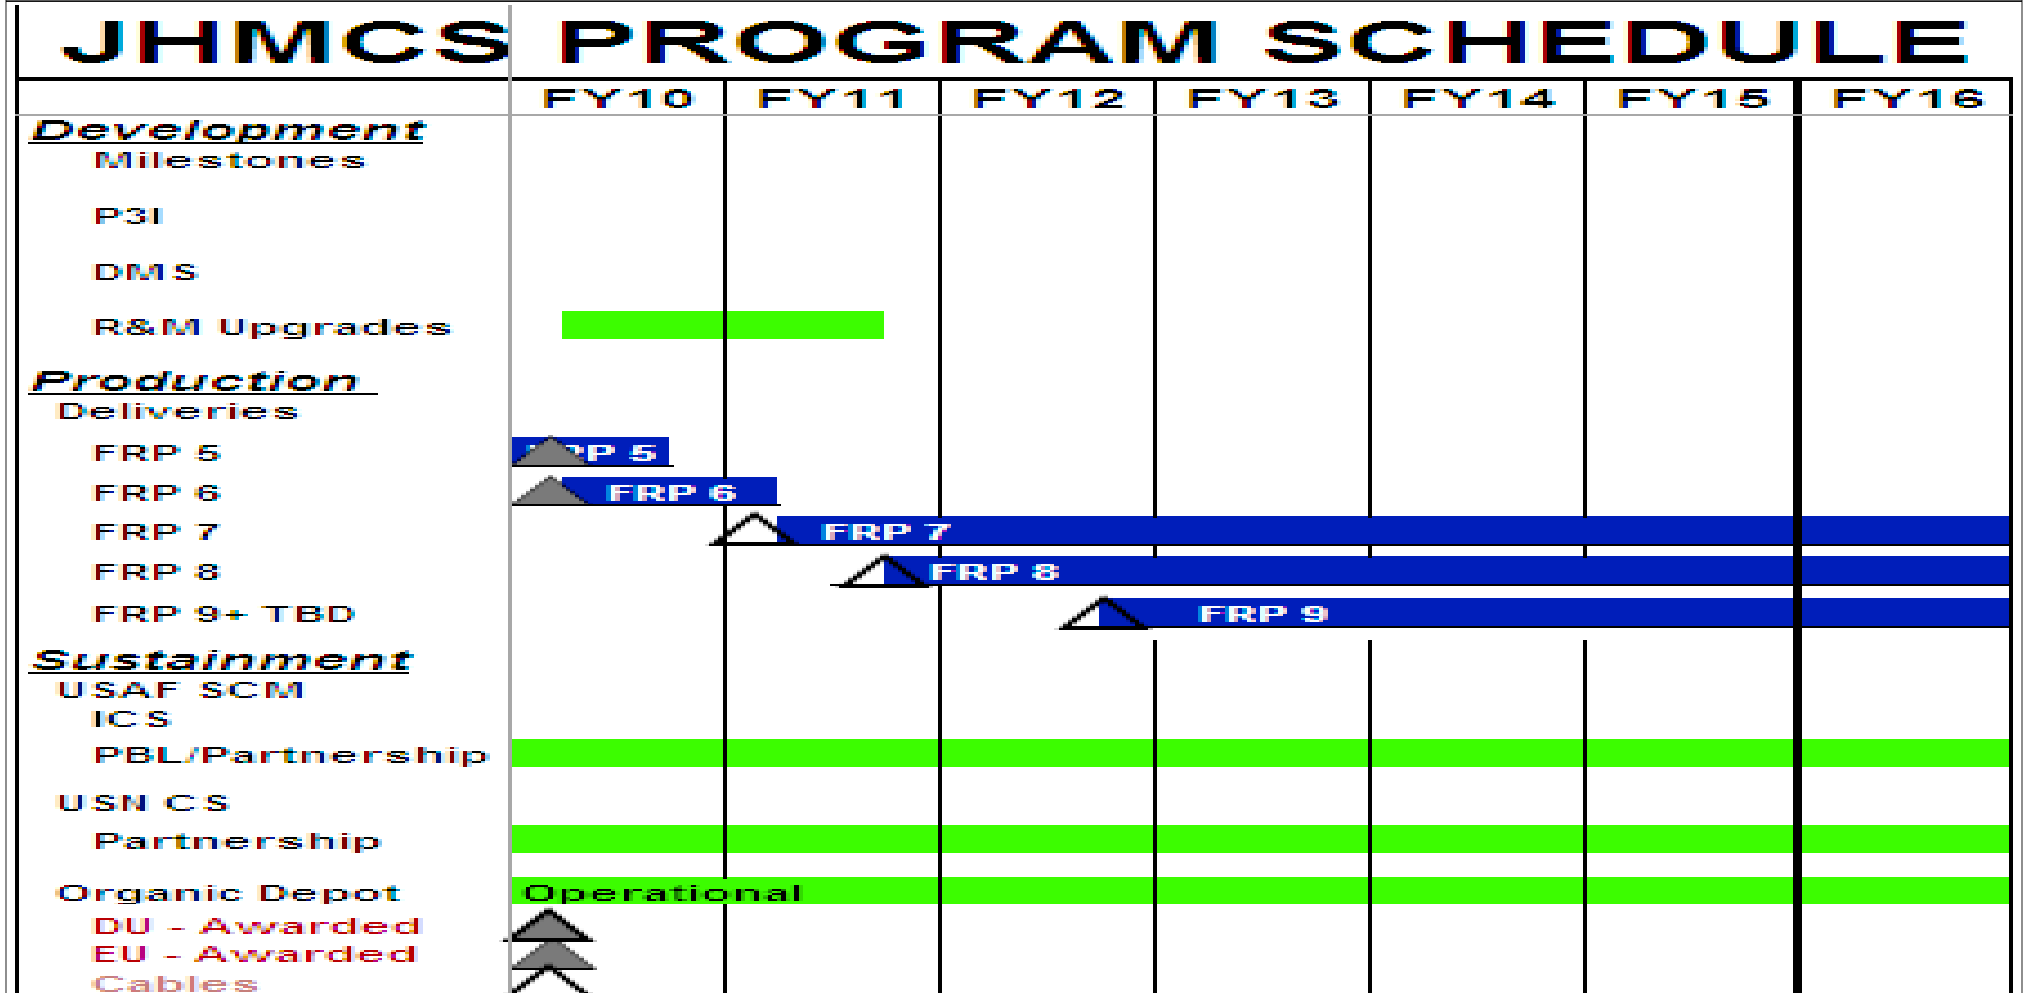 JHMCS PROGRAM SCHEDULE
FY10 FY11 FY12 FY13 FY14 FY15 FY16
Development
Milestones
P3I
DMS
R&M Upgrades
Production
Deliveries
FRP 5 RP 5
FRP 6 FRP 6
FRP 7 FRP 7
FRP 8 FRP 8
FRP 9+ TBD FRP 9
Sustainment
USAF SCM
ICS
PBL/Partnership
USN CS
Partnership
Organic Depot Operational
DU - Awarded
EU - Awarded
Cables